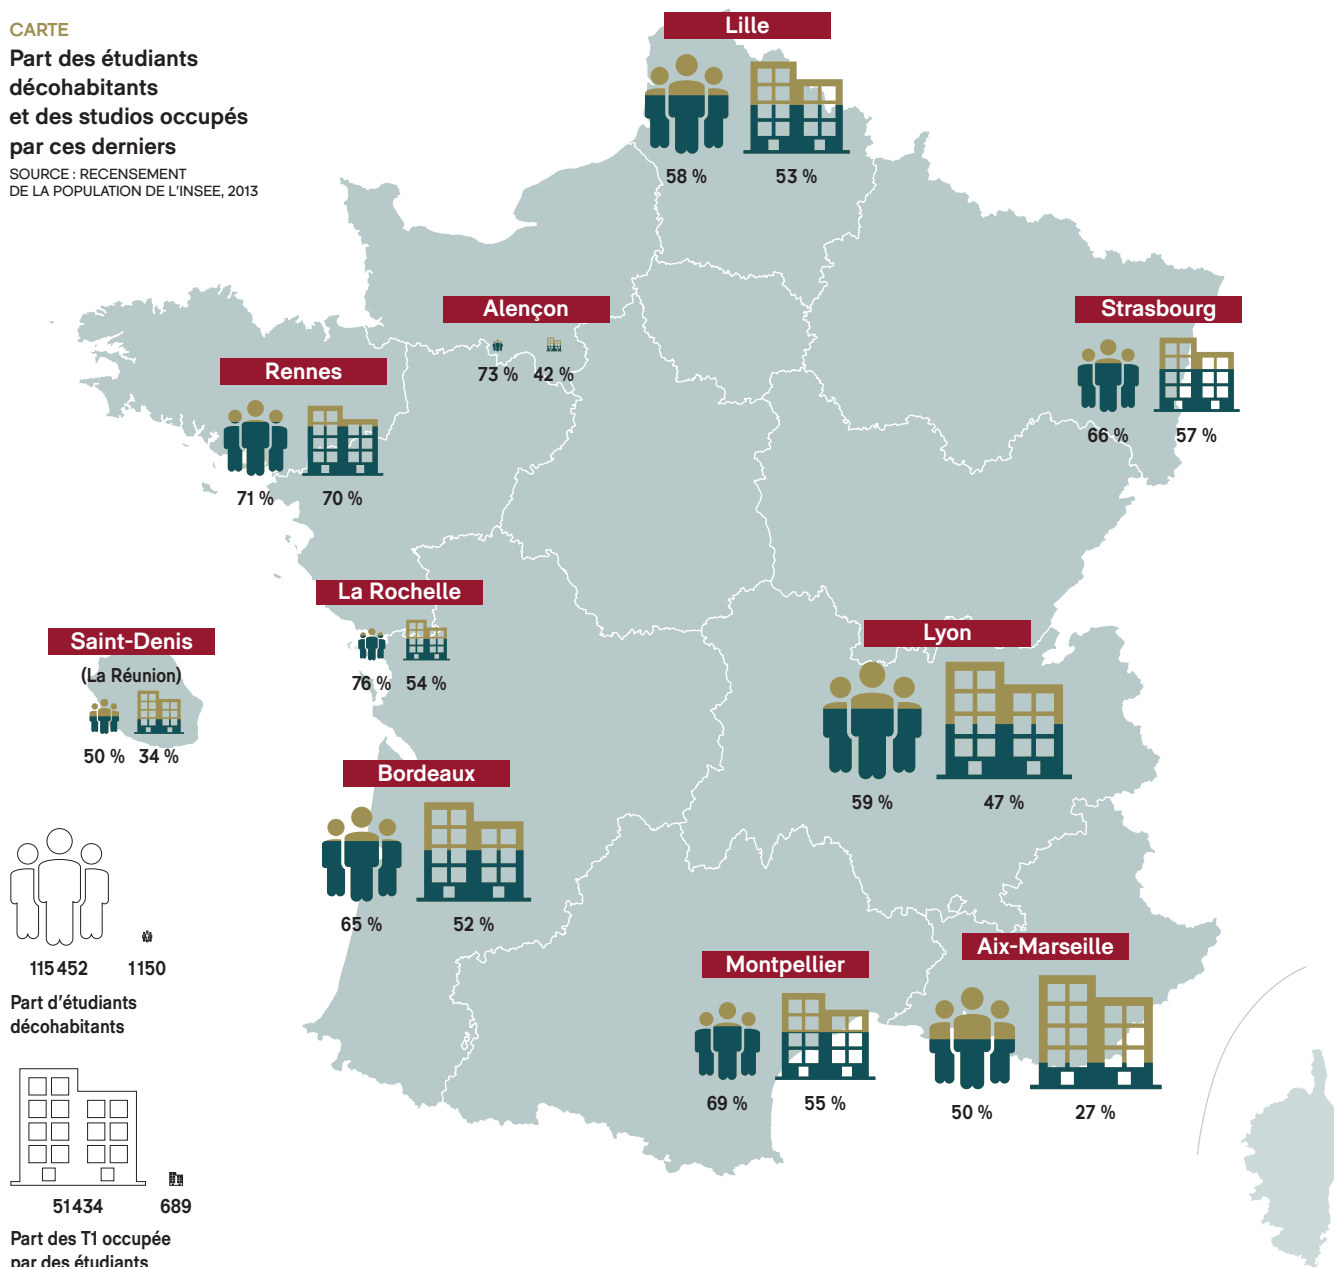 CARTE
Part des étudiants
décohabitants
et des studios occupés
par ces derniers
SOURCE : RECENSEMENT
DE LA POPULATION DE L'INSEE, 2013
Lille
58 % 53 %
Alençon
73 % 42 %
Strasbourg
66 % 57 %
Rennes
71 % 70 %
La Rochelle
76 % 54 %
Saint-Denis
(La Réunion)
50 % 34 %
Lyon
59 % 47 %
Bordeaux
65 % 52 %
Montpellier
69 % 55 %
Aix-Marseille
50 % 27 %
115 452 1150
Part d'étudiants
décohabitants
51434 689
Part des T1 occupée
par des étudiants